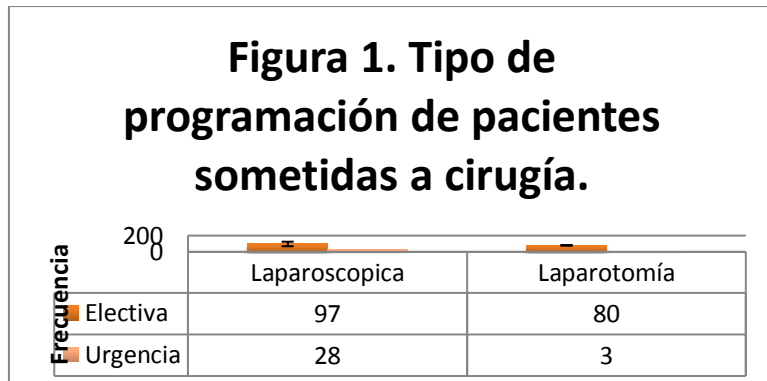 Figura 1. Tipo de
programación de pacientes
sometidas a cirugía.
200
0
Frecuencia
Laparoscopica Laparotomía
Electiva 97 80
Urgencia 28 3